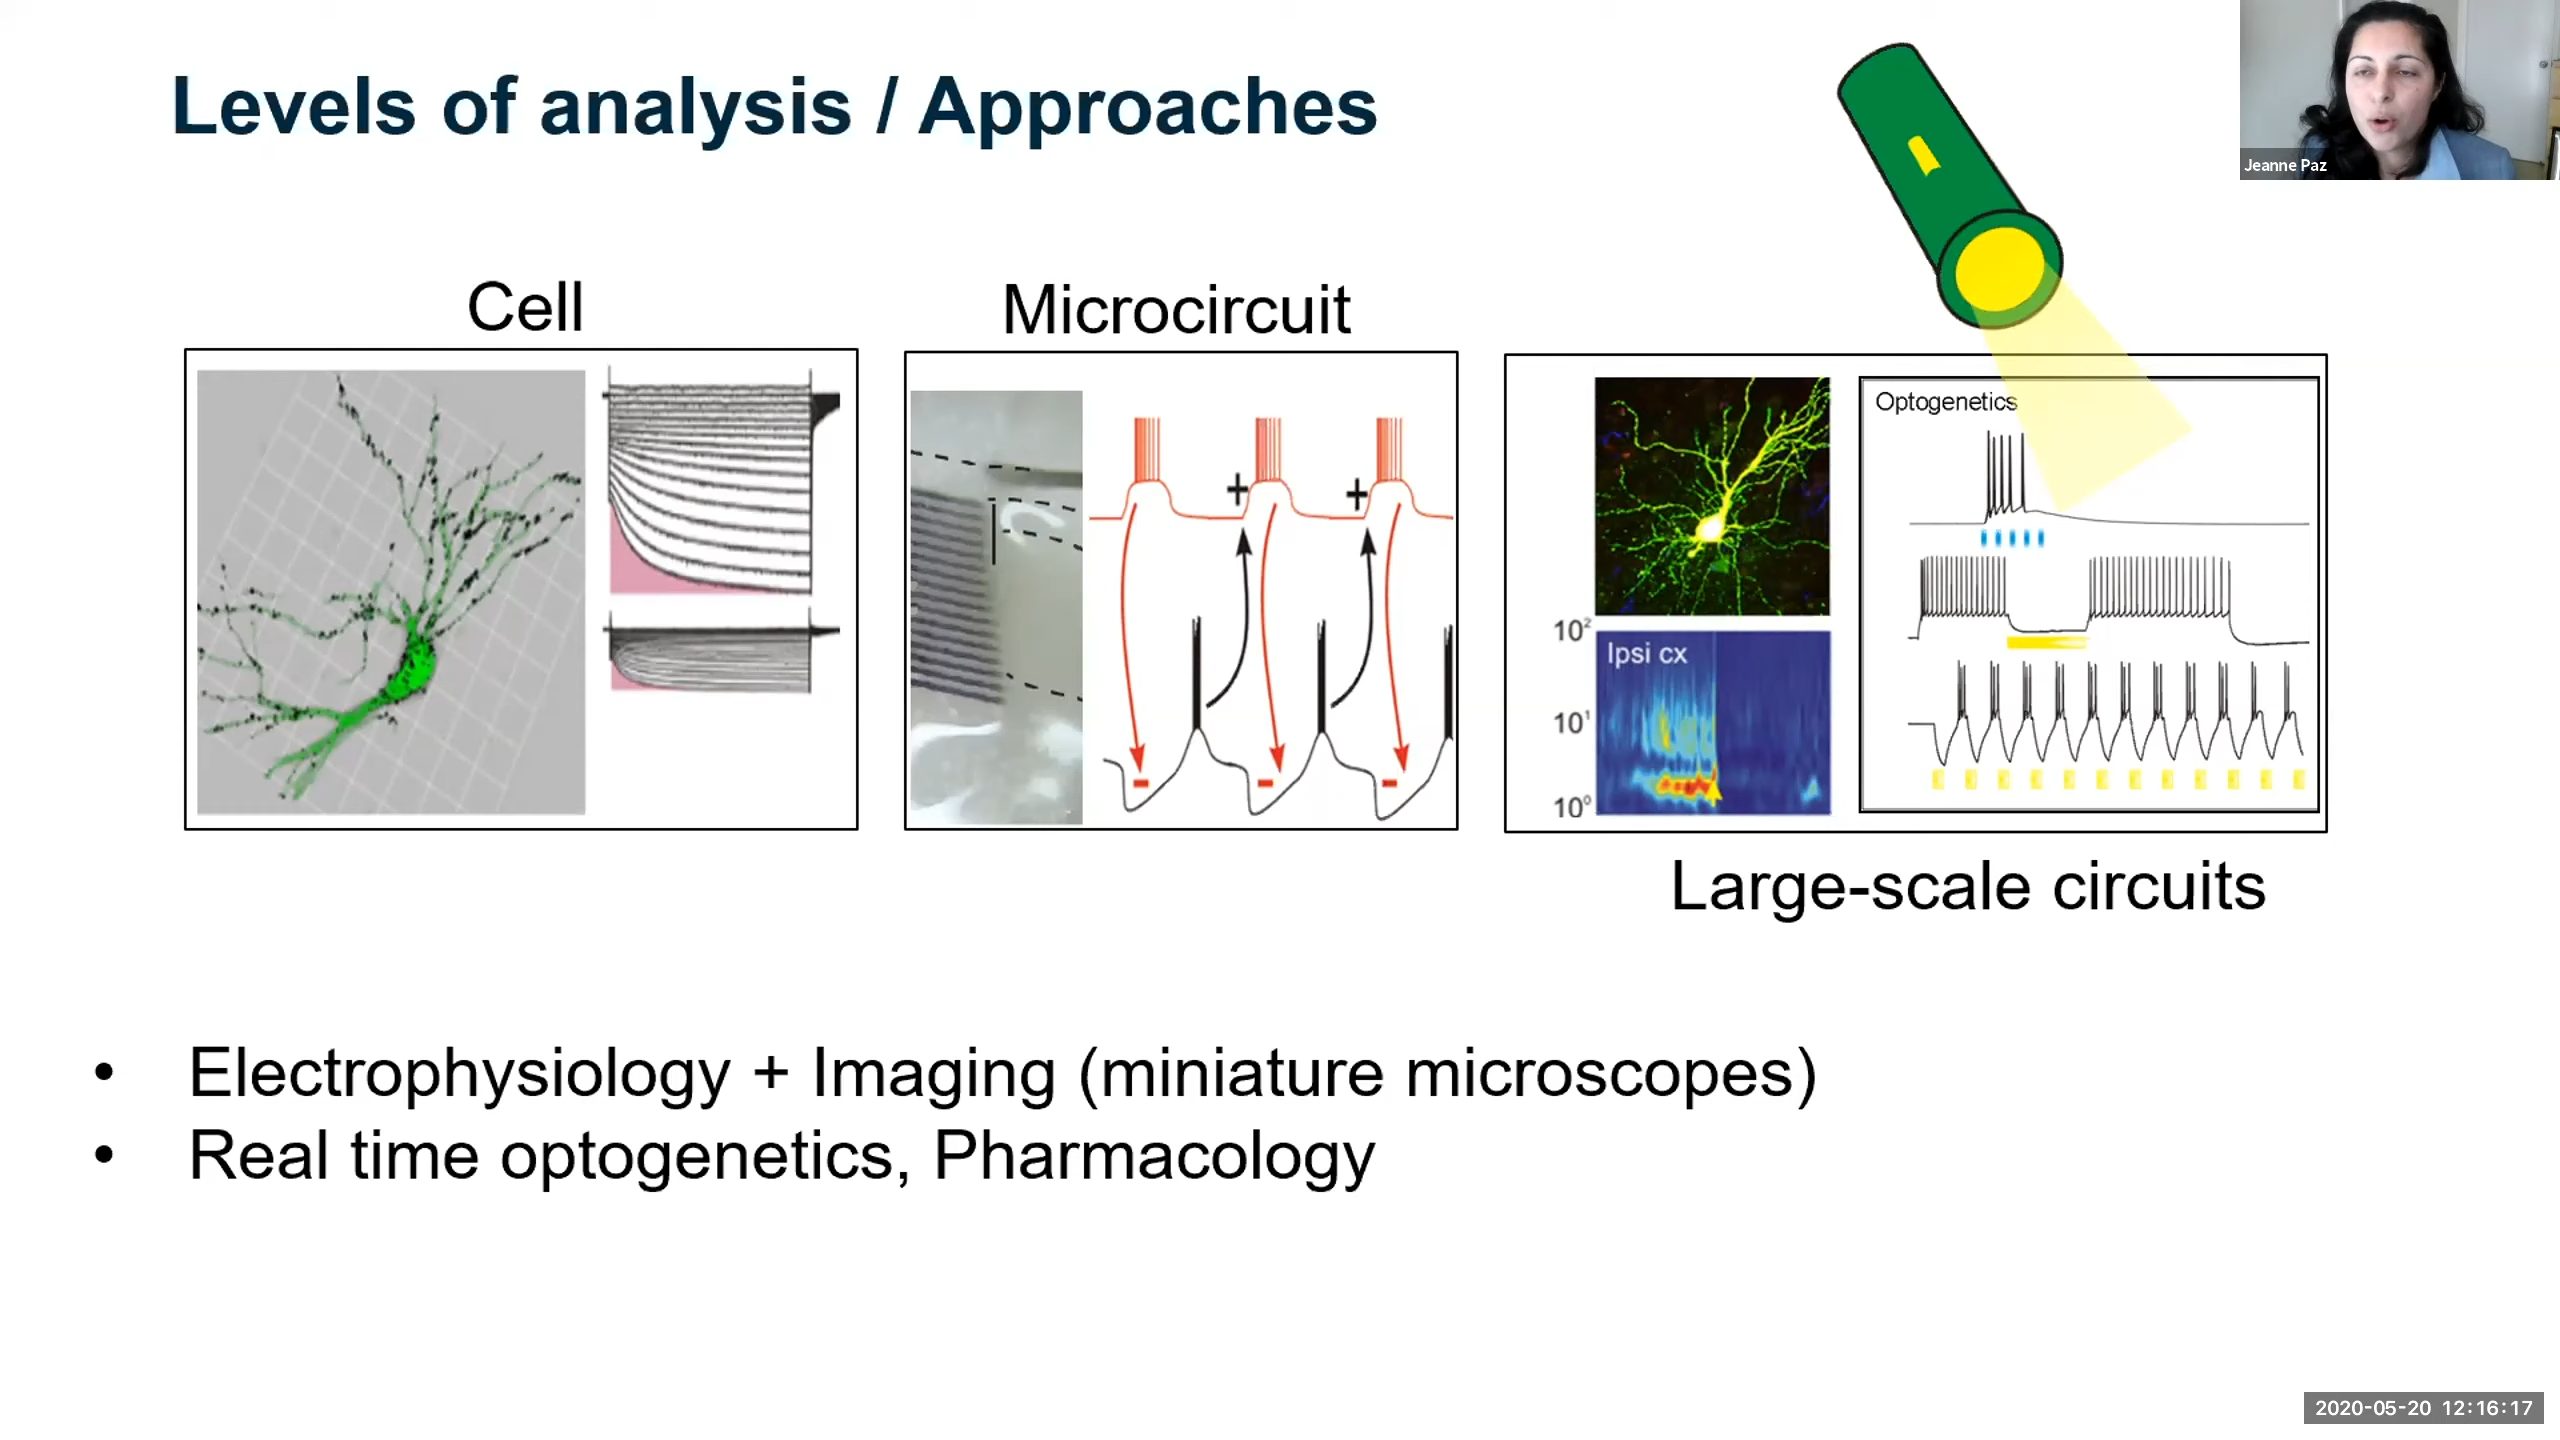 Levels of analysis / Approaches
Jeanne Paz
Cell
Microcircuit
Optogenetics
+
+
-
-
-
10²
Ipsi cx
10¹
10⁰
Large-scale circuits
• Electrophysiology + Imaging (miniature microscopes)
• Real time optogenetics, Pharmacology
2020-05-20 12:16:17